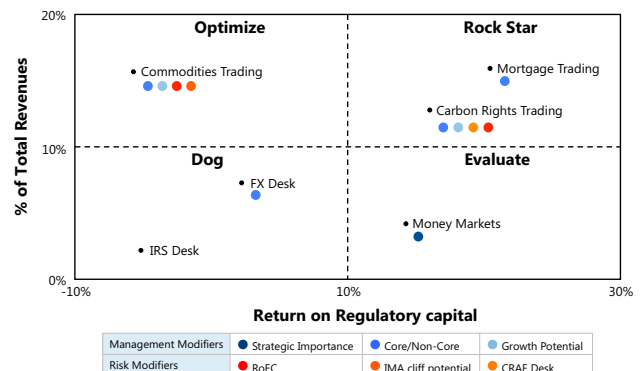 20%
Optimize
Rock Star
Commodities Trading
Mortgage Trading
Carbon Rights Trading
% of Total Revenues
10%
Dog
Evaluate
FX Desk
Money Markets
IRS Desk
0%
-10%
10%
30%
Return on Regulatory capital
Management Modifiers Strategic Importance Core/Non-Core Growth Potential
Risk Modifiers RoEC IMA cliff potential CRAF Desk